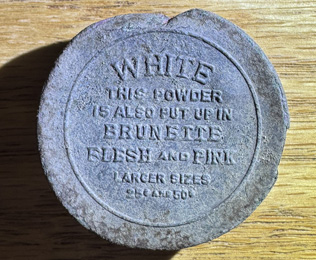 WHITE
THIS POWDER
IS ALSO PUT UP IN
BRUNETTE
FLESH AND PINK
LARGER SIZES
25¢ AND 50¢